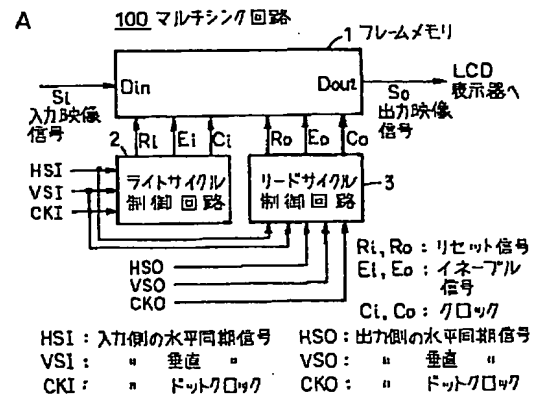 A 100 マルチシンク回路
1 フレームメモリ
Si
入力映像
信号
Din
Dout
So
出力映像
信号
LCD
表示器へ
2
Ri
Ei
Ci
Ro
Eo
Co
HSI
VSI
CKI
ライトサイクル
制御回路
リードサイクル
制御回路
3
HSO
VSO
CKO
Ri, Ro : リセット信号
Ei, Eo : イネーブル
信号
Ci, Co : クロック
HSI : 入力側の水平同期信号
VSI : 〃 垂直 〃
CKI : 〃 ドットクロック
HSO : 出力側の水平同期信号
VSO : 〃 垂直 〃
CKO : 〃 ドットクロック